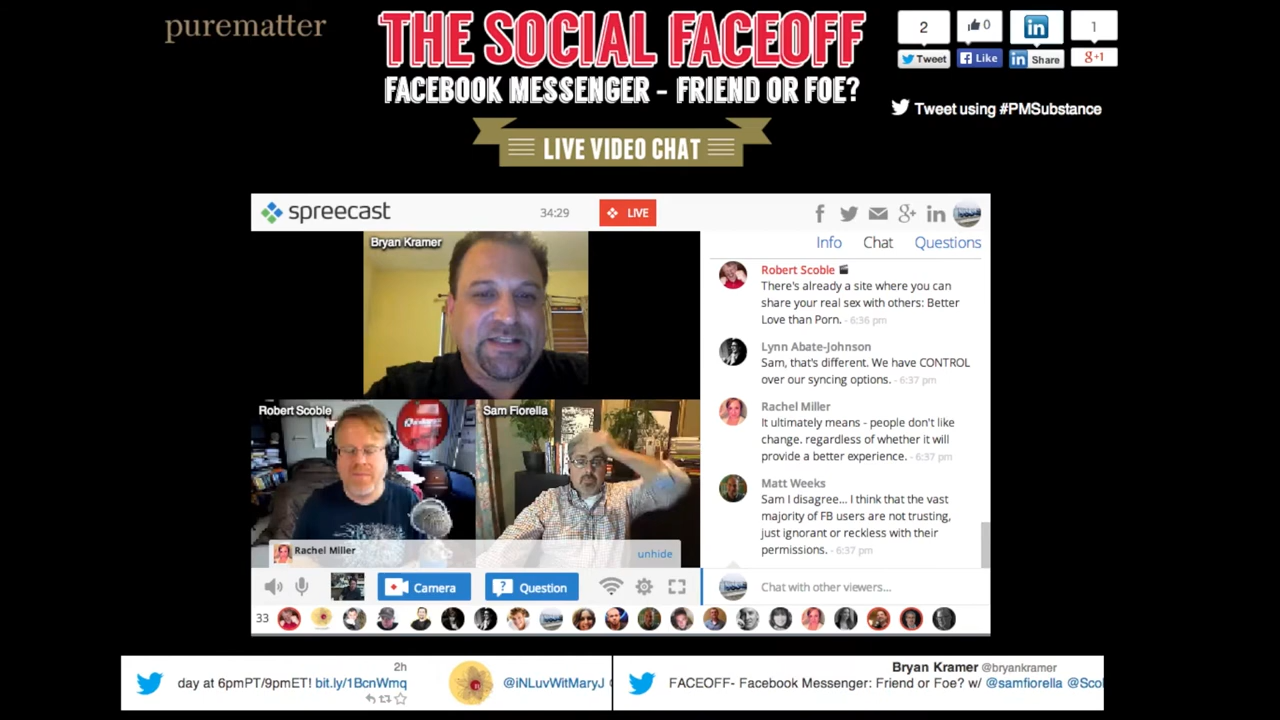 purematter
THE SOCIAL FACEOFF
FACEBOOK MESSENGER - FRIEND OR FOE?
LIVE VIDEO CHAT
2
0
1
Tweet
Like
Share
g+1
Tweet using #PMSubstance
spreecast
34:29
LIVE
Bryan Kramer
Robert Scoble
Sam Fiorella
Rachel Miller
unhide
Info
Chat
Questions
Robert Scoble
There's already a site where you can
share your real sex with others: Better
Love than Porn. - 6:36 pm
Lynn Abate-Johnson
Sam, that's different. We have CONTROL
over our syncing options. - 6:37 pm
Rachel Miller
It ultimately means - people don't like
change. regardless of whether it will
provide a better experience. - 6:37 pm
Matt Weeks
Sam I disagree... I think that the vast
majority of FB users are not trusting,
just ignorant or reckless with their
permissions. - 6:37 pm
Camera
Question
Chat with other viewers...
33
2h
day at 6pmPT/9pmET! bit.ly/1BcnWmq
@iNLuvWitMaryJ
Bryan Kramer @bryankramer
FACEOFF- Facebook Messenger: Friend or Foe? w/ @samfiorella @Sco